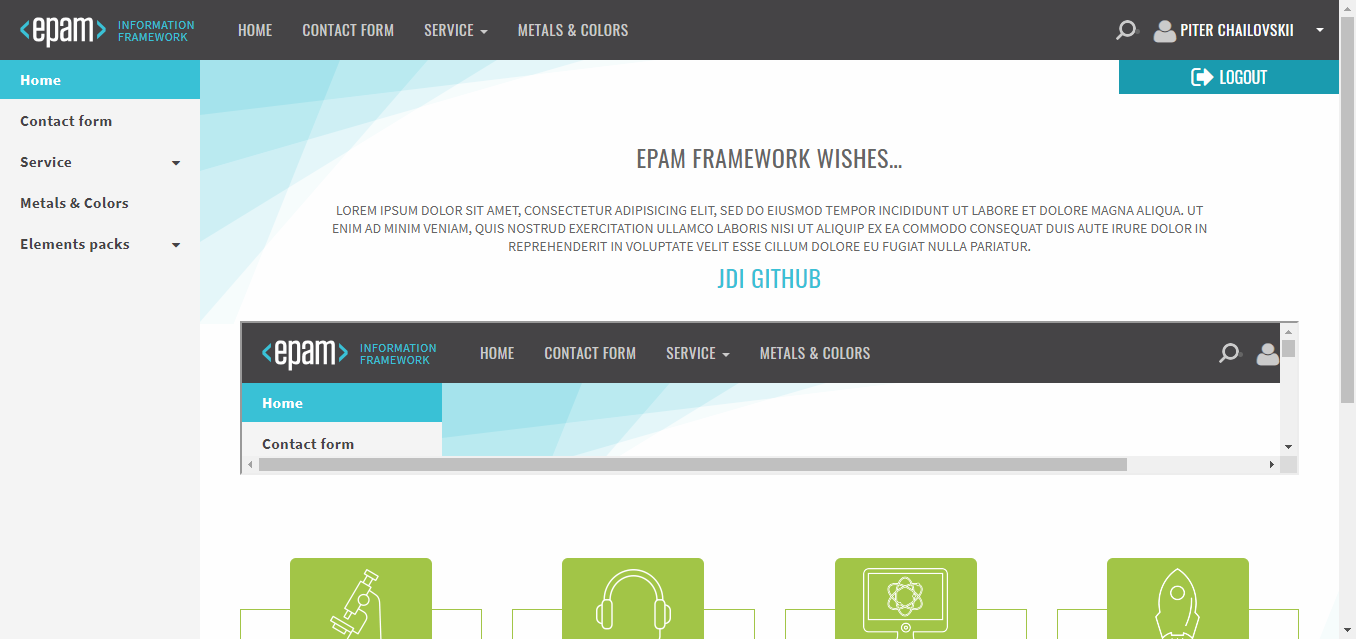 <epam> INFORMATION FRAMEWORK
HOME CONTACT FORM SERVICE METALS & COLORS PITER CHAILOVSKII
LOGOUT
Home
Contact form
Service
Metals & Colors
Elements packs
EPAM FRAMEWORK WISHES…
LOREM IPSUM DOLOR SIT AMET, CONSECTETUR ADIPISICING ELIT, SED DO EIUSMOD TEMPOR INCIDIDUNT UT LABORE ET DOLORE MAGNA ALIQUA. UT
ENIM AD MINIM VENIAM, QUIS NOSTRUD EXERCITATION ULLAMCO LABORIS NISI UT ALIQUIP EX EA COMMODO CONSEQUAT DUIS AUTE IRURE DOLOR IN
REPREHENDERIT IN VOLUPTATE VELIT ESSE CILLUM DOLORE EU FUGIAT NULLA PARIATUR.
JDI GITHUB
<epam> INFORMATION FRAMEWORK
HOME CONTACT FORM SERVICE METALS & COLORS
Home
Contact form